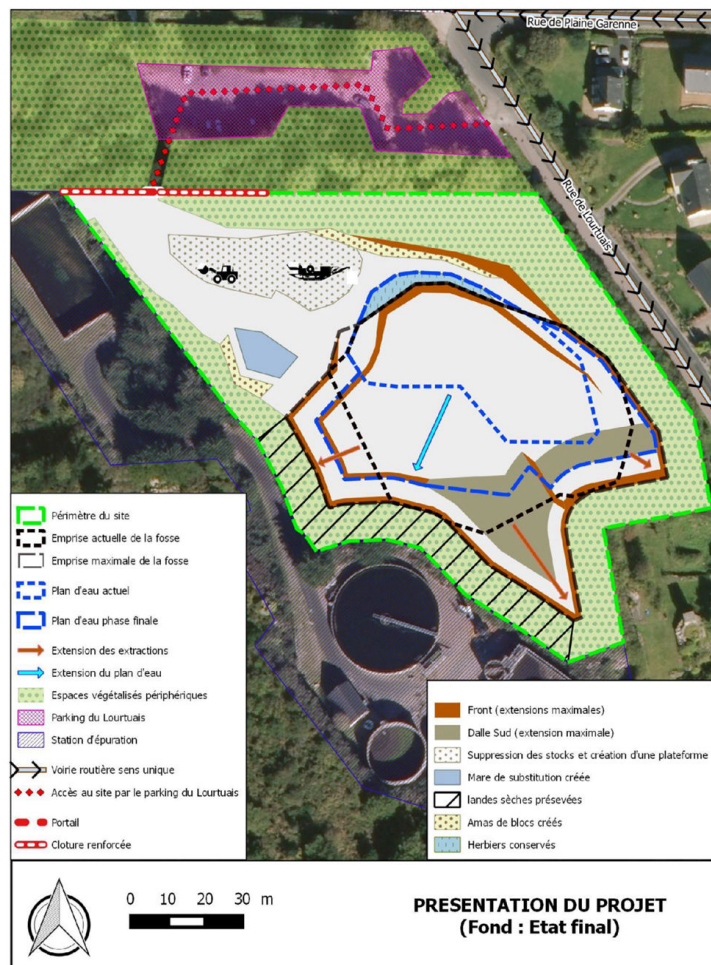 Rue de Plaine Garenne
Rue de Lourtuais
Périmètre du site
Emprise actuelle de la fosse
Emprise maximale de la fosse
Plan d'eau actuel
Plan d'eau phase finale
Extension des extractions
Extension du plan d'eau
Espaces végétalisés périphériques
Parking du Lourtuais
Station d'épuration
Voirie routière sens unique
Accès au site par le parking du Lourtuais
Portail
Cloture renforcée
Front (extensions maximales)
Dalle Sud (extension maximale)
Suppression des stocks et création d'une plateforme
Mare de substitution créée
landes sèches présevées
Amas de blocs créés
Herbiers conservés
0 10 20 30 m
PRESENTATION DU PROJET
(Fond : Etat final)